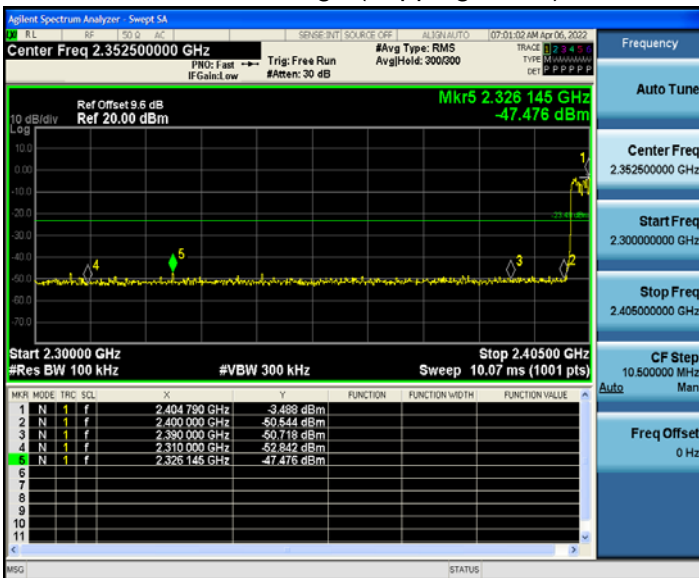 Agilent Spectrum Analyzer - Swept SA
RL RF 50 Ω AC SENSE:INT SOURCE OFF ALIGNAUTO 07:01:02 AM Apr 06, 2022
Center Freq 2.352500000 GHz #Avg Type: RMS TRACE 1 2 3 4 5 6
PNO: Fast Trig: Free Run Avg|Hold: 300/300 TYPE
IFGain:Low #Atten: 30 dB DET P P P P P P
Mkr5 2.326 145 GHz
-47.476 dBm
Ref Offset 9.6 dB
10 dB/div Ref 20.00 dBm
Log
10.0
0.00
-10.0
-20.0
-30.0
-40.0
-50.0
-60.0
-70.0
1
2
3
4
5
Start 2.30000 GHz Stop 2.40500 GHz
#Res BW 100 kHz #VBW 300 kHz Sweep 10.07 ms (1001 pts)
MKR MODE TRC SCL X Y FUNCTION FUNCTION WIDTH FUNCTION VALUE
1 N 1 f 2.404 790 GHz -3.488 dBm
2 N 1 f 2.400 000 GHz -50.544 dBm
3 N 1 f 2.390 000 GHz -50.718 dBm
4 N 1 f 2.310 000 GHz -52.842 dBm
5 N 1 f 2.326 145 GHz -47.476 dBm
6
7
8
9
10
11
MSG STATUS
Frequency
Auto Tune
Center Freq
2.352500000 GHz
Start Freq
2.300000000 GHz
Stop Freq
2.405000000 GHz
CF Step
10.500000 MHz
Auto Man
Freq Offset
0 Hz